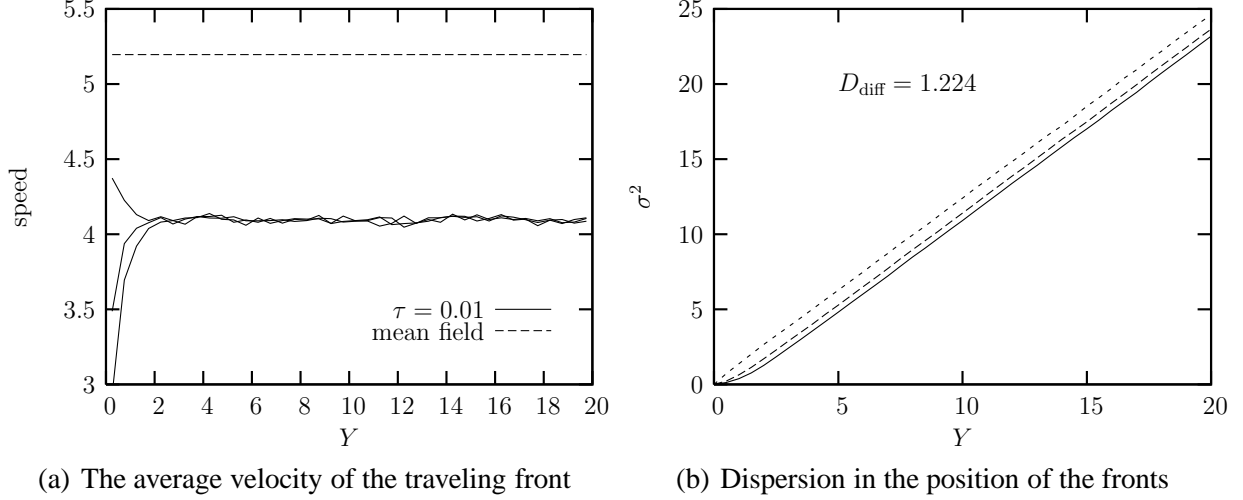 5.5
5
4.5
4
3.5
3
speed
τ = 0.01
mean field
0 2 4 6 8 10 12 14 16 18 20
Y
(a) The average velocity of the traveling front
25
20
15
10
5
0
σ²
D_diff = 1.224
0 5 10 15 20
Y
(b) Dispersion in the position of the fronts